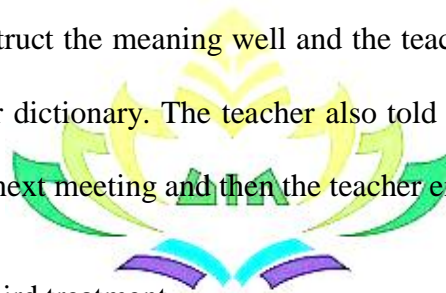 truct the meaning well and the teac
dictionary. The teacher also told
next meeting and then the teacher e
ird treatment